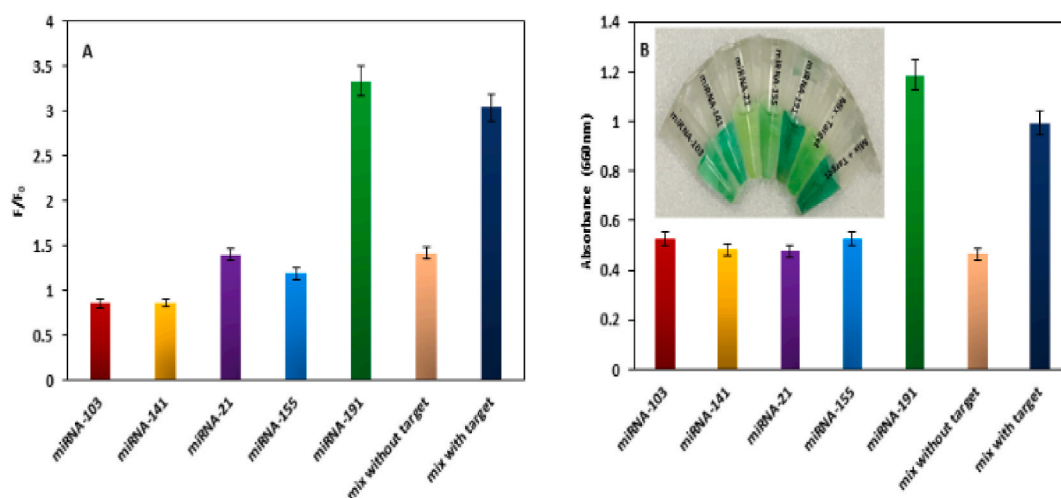 A
F/F₀
4
3.5
3
2.5
2
1.5
1
0.5
0
miRNA-103
miRNA-141
miRNA-21
miRNA-155
miRNA-191
mix without target
mix with target
B
Absorbance (660nm)
1.4
1.2
1
0.8
0.6
0.4
0.2
0
miRNA-103
miRNA-141
miRNA-21
miRNA-155
miRNA-191
Mix - Target
Mix + Target
miRNA-103
miRNA-141
miRNA-21
miRNA-155
miRNA-191
mix without target
mix with target